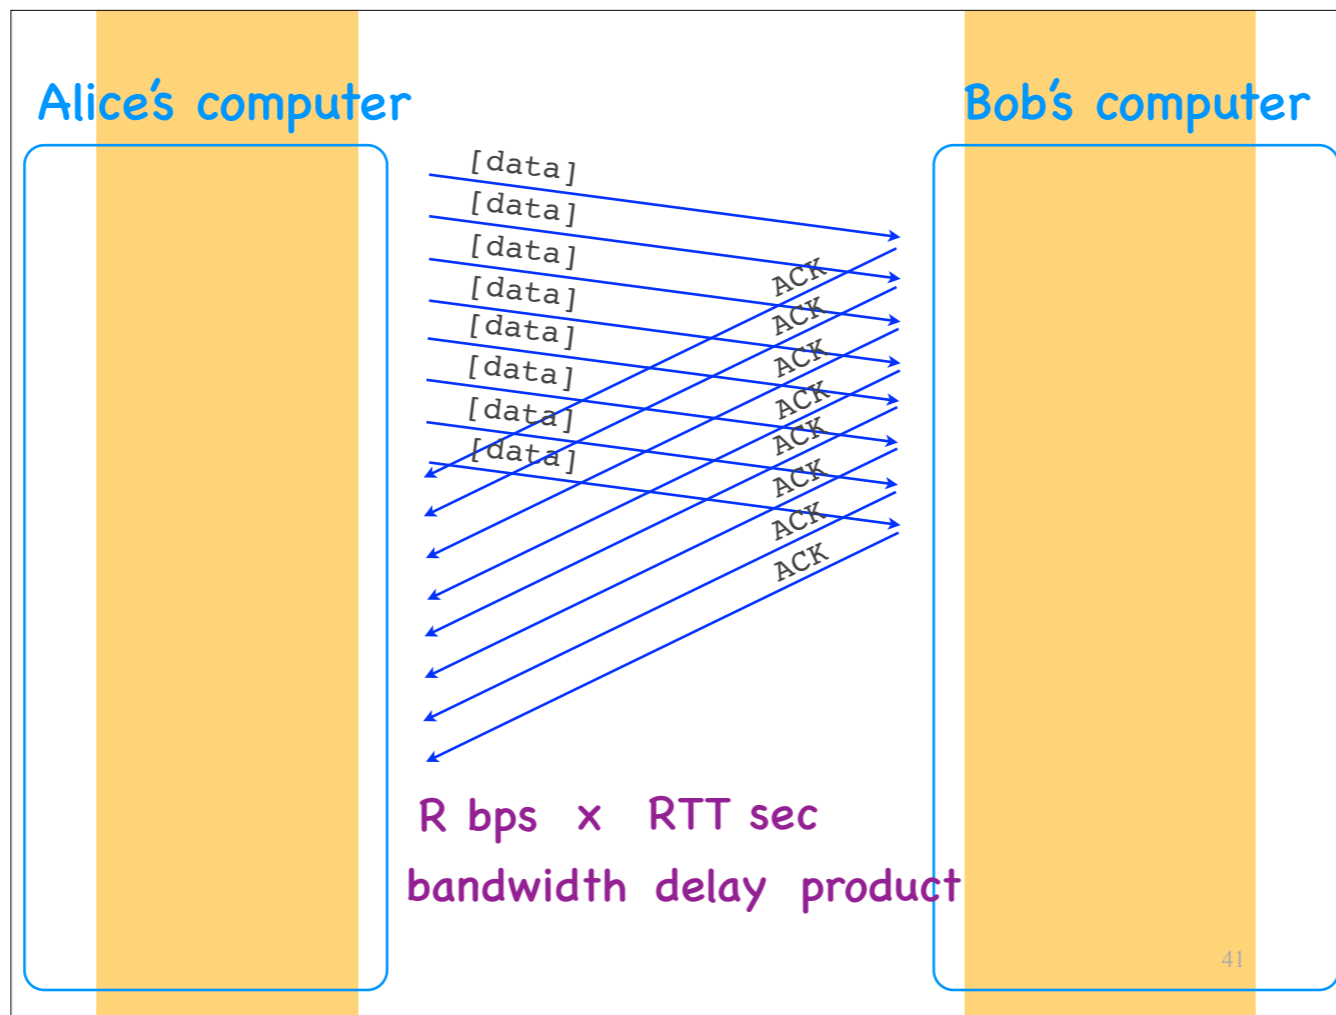 Alice's computer
Bob's computer
[data]
[data]
[data]
[data]
[data]
[data]
[data]
[data]
ACK
ACK
ACK
ACK
ACK
ACK
ACK
ACK
R bps x RTT sec
bandwidth delay product
41